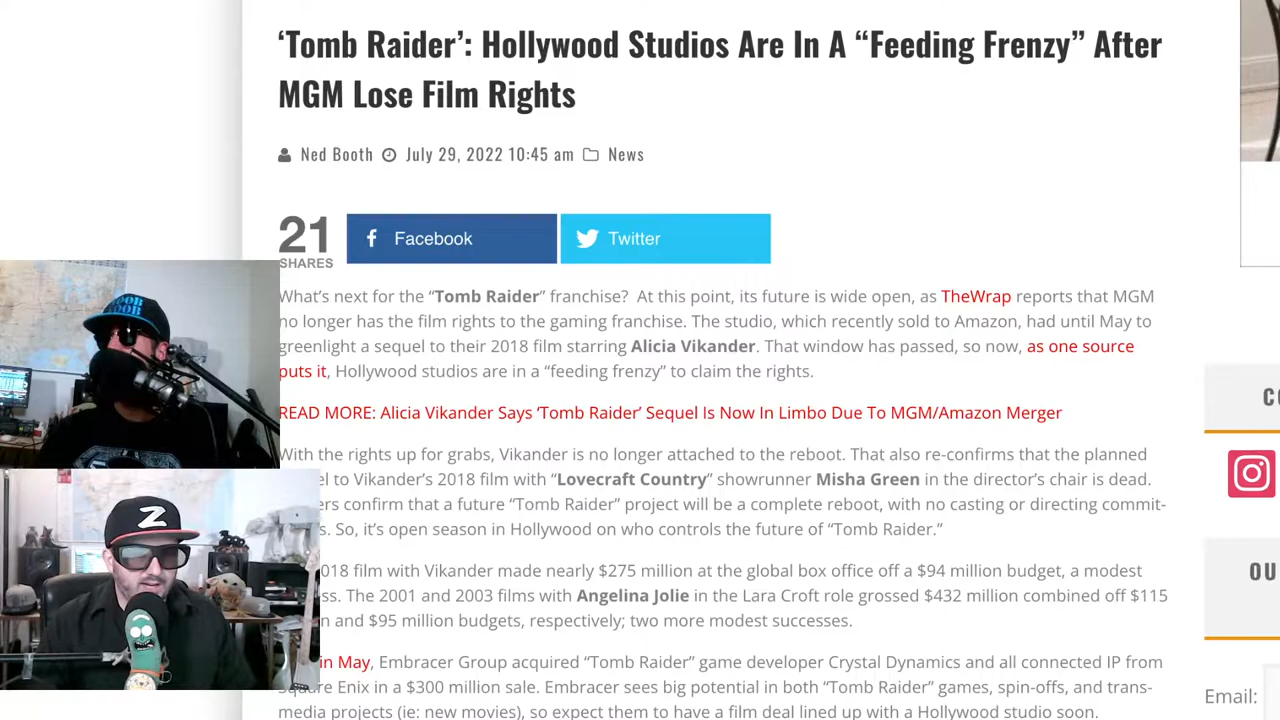 ‘Tomb Raider’: Hollywood Studios Are In A “Feeding Frenzy” After
MGM Lose Film Rights
Ned Booth July 29, 2022 10:45 am News
21
SHARES
Facebook
Twitter
What’s next for the “Tomb Raider” franchise? At this point, its future is wide open, as TheWrap reports that MGM
no longer has the film rights to the gaming franchise. The studio, which recently sold to Amazon, had until May to
greenlight a sequel to their 2018 film starring Alicia Vikander. That window has passed, so now, as one source
puts it, Hollywood studios are in a “feeding frenzy” to claim the rights.
READ MORE: Alicia Vikander Says ‘Tomb Raider’ Sequel Is Now In Limbo Due To MGM/Amazon Merger
With the rights up for grabs, Vikander is no longer attached to the reboot. That also re-confirms that the planned
el to Vikander’s 2018 film with “Lovecraft Country” showrunner Misha Green in the director’s chair is dead.
ers confirm that a future “Tomb Raider” project will be a complete reboot, with no casting or directing commit-
s. So, it’s open season in Hollywood on who controls the future of “Tomb Raider.”
018 film with Vikander made nearly $275 million at the global box office off a $94 million budget, a modest
ss. The 2001 and 2003 films with Angelina Jolie in the Lara Croft role grossed $432 million combined off $115
n and $95 million budgets, respectively; two more modest successes.
in May, Embracer Group acquired “Tomb Raider” game developer Crystal Dynamics and all connected IP from
Square Enix in a $300 million sale. Embracer sees big potential in both “Tomb Raider” games, spin-offs, and trans-
media projects (ie: new movies), so expect them to have a film deal lined up with a Hollywood studio soon.
CO
OU
Email:
Z